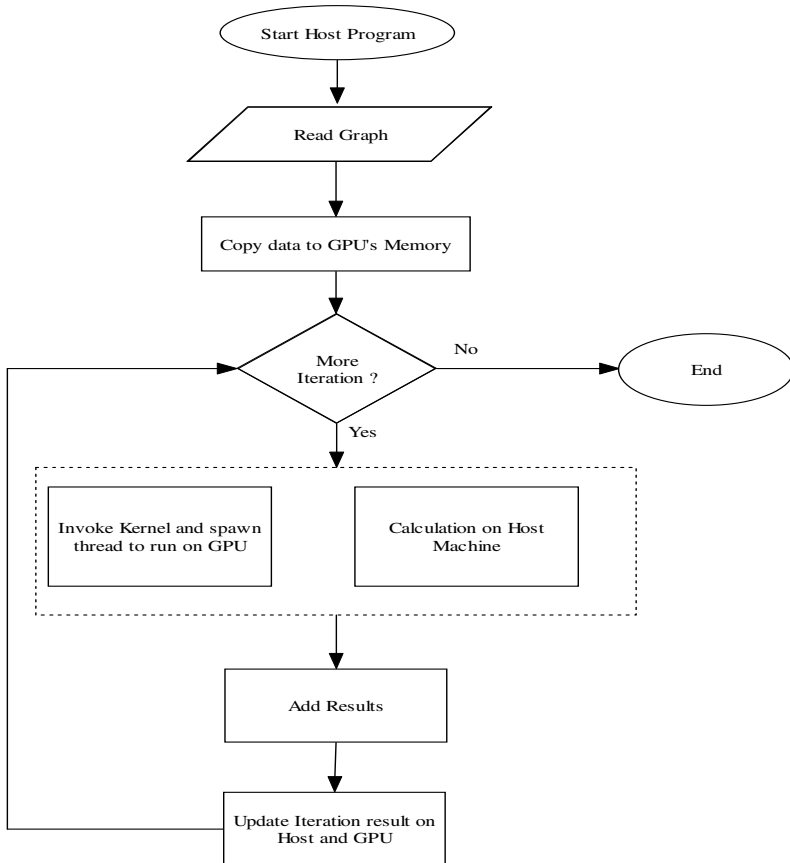 Start Host Program
Read Graph
Copy data to GPU's Memory
More
Iteration ?
No
End
Yes
Invoke Kernel and spawn
thread to run on GPU
Calculation on Host
Machine
Add Results
Update Iteration result on
Host and GPU